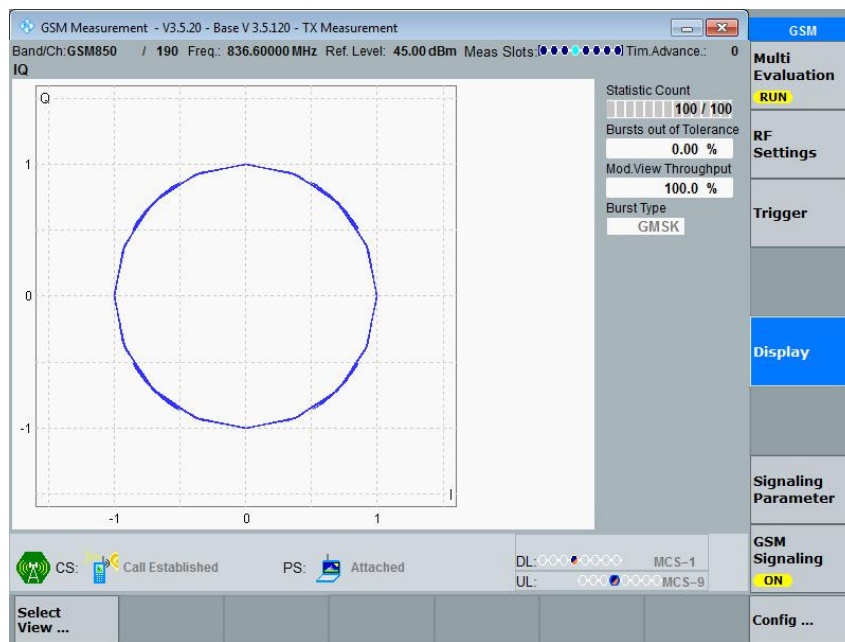 GSM Measurement - V3.5.20 - Base V 3.5.120 - TX Measurement
GSM
Band/Ch: GSM850 / 190 Freq.: 836.60000 MHz Ref. Level: 45.00 dBm Meas Slots: Tim.Advance.: 0
IQ
Multi
Evaluation
RUN
Q
Statistic Count
100 / 100
Bursts out of Tolerance
0.00 %
Mod.View Throughput
100.0 %
Burst Type
GMSK
RF
Settings
Trigger
1
0
-1
I
-1 0 1
Display
Signaling
Parameter
GSM
Signaling
ON
CS: Call Established PS: Attached
DL: MCS-1
UL: MCS-9
Select
View ...
Config ...